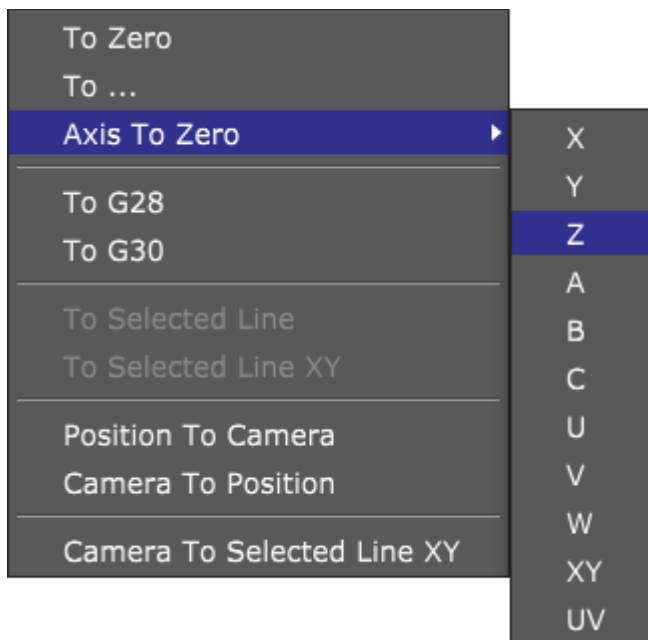 To Zero
To ...
Axis To Zero
To G28
To G30
To Selected Line
To Selected Line XY
Position To Camera
Camera To Position
Camera To Selected Line XY
X
Y
Z
A
B
C
U
V
W
XY
UV